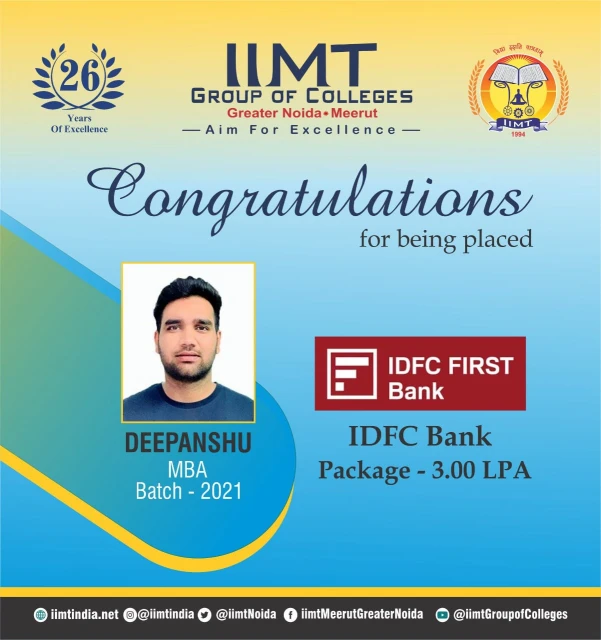 26
Years
Of Excellence
IIMT
GROUP OF COLLEGES
Greater Noida • Meerut
— Aim For Excellence —
विद्या ददाति पात्रताम्
IIMT
1994
Congratulations
for being placed
IDFC FIRST
Bank
DEEPANSHU
MBA
Batch - 2021
IDFC Bank
Package - 3.00 LPA
iimtindia.net @iimtindia @iimtNoida iimtMeerutGreaterNoida @iimtGroupofColleges